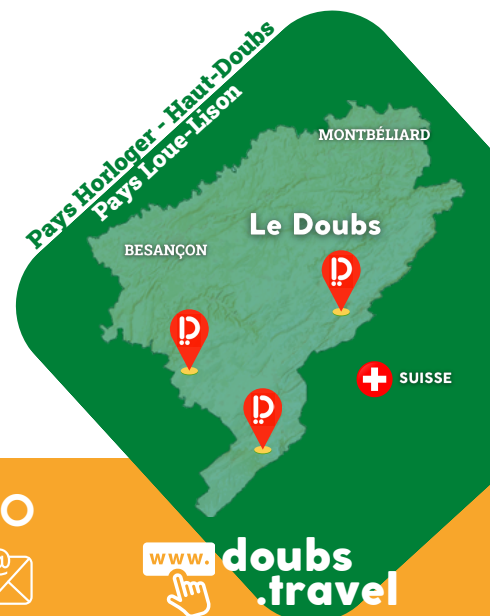 Pays Horloger - Haut-Doubs
Pays Loue-Lison
MONTBÉLIARD
Le Doubs
BESANÇON
SUISSE
www.doubs
.travel